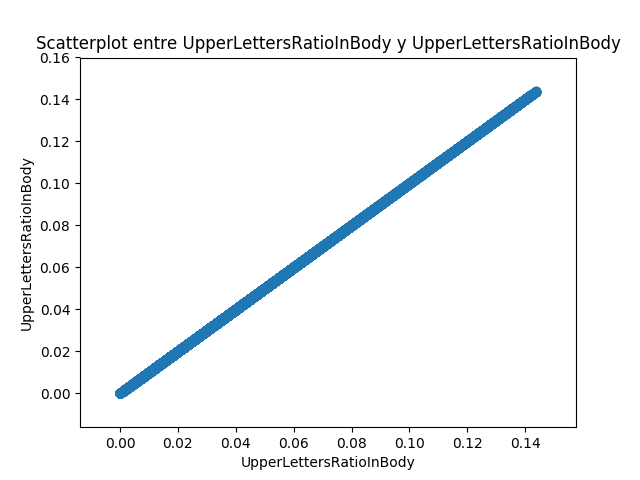 Scatterplot entre UpperLettersRatioInBody y UpperLettersRatioInBody
UpperLettersRatioInBody
0.16
0.14
0.12
0.10
0.08
0.06
0.04
0.02
0.00
0.00 0.02 0.04 0.06 0.08 0.10 0.12 0.14
UpperLettersRatioInBody